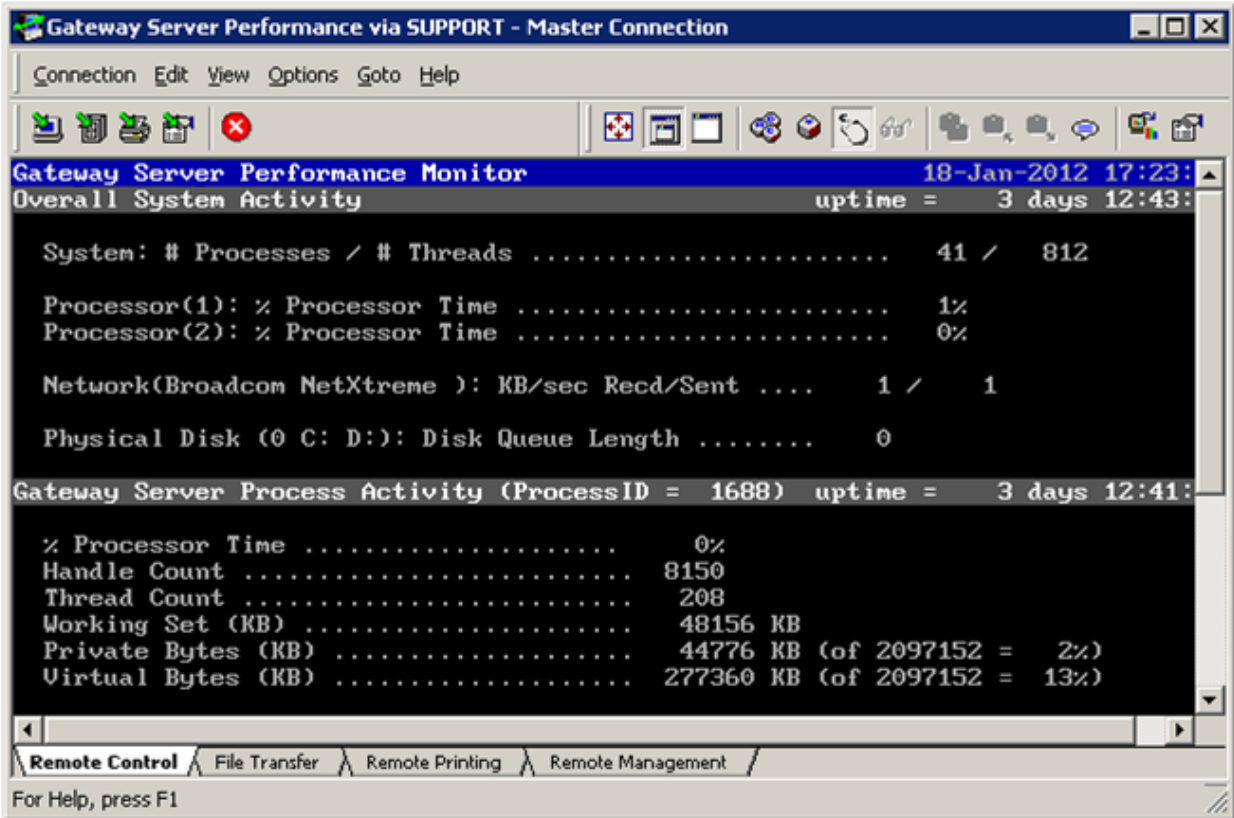 Gateway Server Performance via SUPPORT - Master Connection
Connection Edit View Options Goto Help
Gateway Server Performance Monitor 18-Jan-2012 17:23:
Overall System Activity uptime = 3 days 12:43:
System: # Processes / # Threads ........................ 41 / 812
Processor(1): % Processor Time ......................... 1%
Processor(2): % Processor Time ......................... 0%
Network(Broadcom NetXtreme ): KB/sec Recd/Sent .... 1 / 1
Physical Disk (0 C: D:): Disk Queue Length ........ 0
Gateway Server Process Activity (ProcessID = 1688) uptime = 3 days 12:41:
% Processor Time ..................... 0%
Handle Count .......................... 8150
Thread Count .......................... 208
Working Set (KB) ...................... 48156 KB
Private Bytes (KB) .................... 44776 KB (of 2097152 = 2%)
Virtual Bytes (KB) .................... 277360 KB (of 2097152 = 13%)
Remote Control File Transfer Remote Printing Remote Management
For Help, press F1